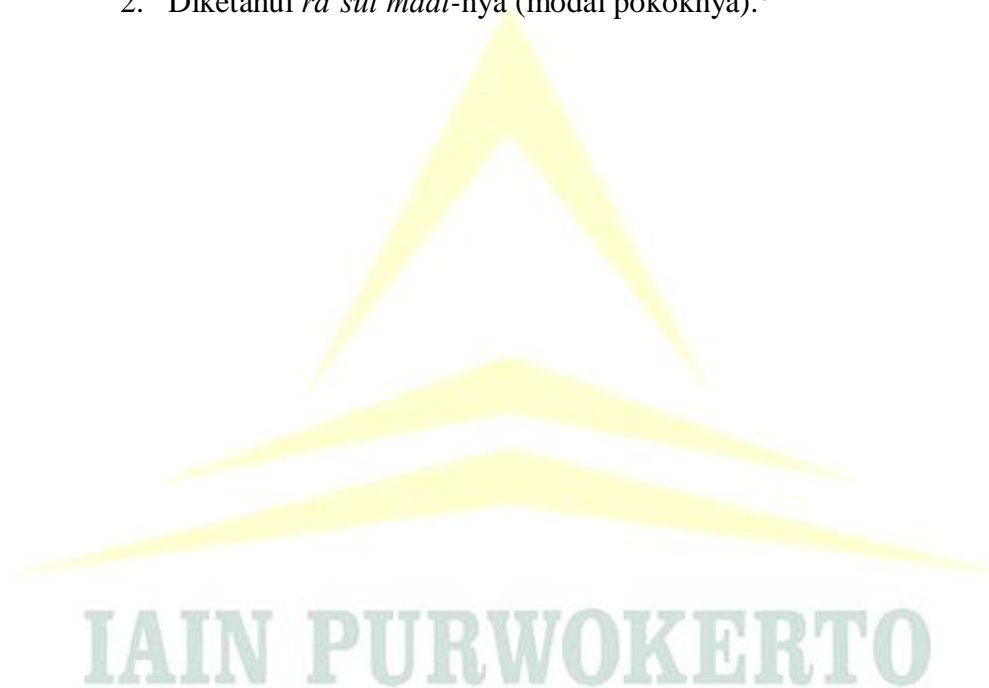 2. Diketahui ra'sul maal-nya (modal pokoknya).
IAIN PURWOKERTO